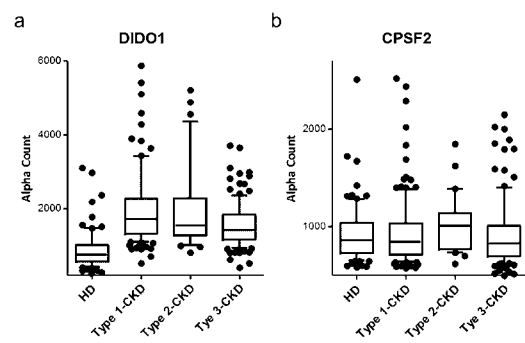 a
DIDO1
Alpha Count
6000
4000
2000
HD
Type 1-CKD
Type 2-CKD
Tye 3-CKD
b
CPSF2
Alpha Count
2000
1000
HD
Type 1-CKD
Type 2-CKD
Tye 3-CKD